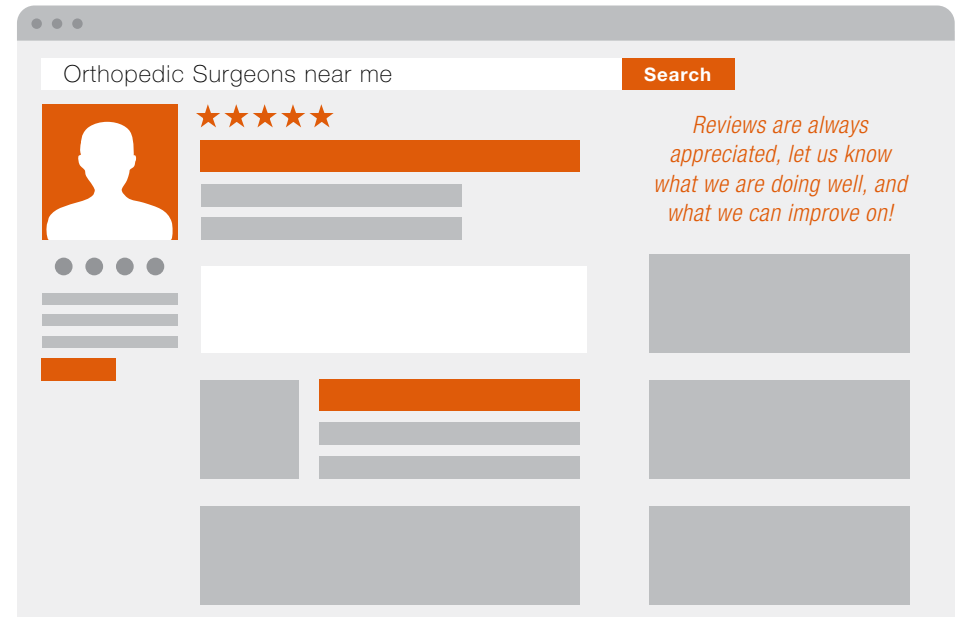 Orthopedic Surgeons near me
Search
Reviews are always
appreciated, let us know
what we are doing well, and
what we can improve on!